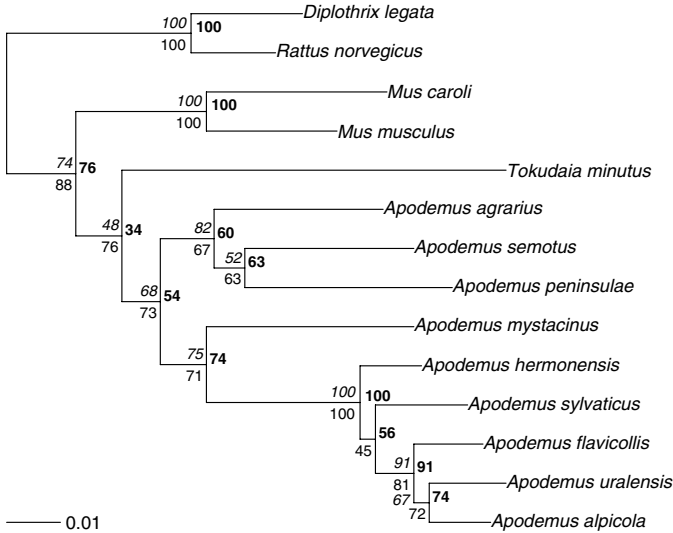 Diplothrix legata
100
100
100
Rattus norvegicus
Mus caroli
100
100
100
Mus musculus
74
76
88
Tokudaia minutus
48
34
76
Apodemus agrarius
82
60
67
Apodemus semotus
52
63
63
Apodemus peninsulae
68
54
73
Apodemus mystacinus
75
74
71
Apodemus hermonensis
100
100
100
Apodemus sylvaticus
56
45
Apodemus flavicollis
91
91
81
Apodemus uralensis
67
74
72
Apodemus alpicola
0.01